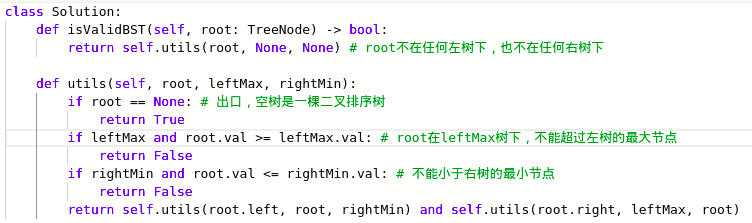 class Solution:
    def isValidBST(self, root: TreeNode) -> bool:
        return self.utils(root, None, None) # root不在任何左树下，也不在任何右树下

    def utils(self, root, leftMax, rightMin):
        if root == None: # 出口，空树是一棵二叉排序树
            return True
        if leftMax and root.val >= leftMax.val: # root在leftMax树下，不能超过左树的最大节点
            return False
        if rightMin and root.val <= rightMin.val: # 不能小于右树的最小节点
            return False
        return self.utils(root.left, root, rightMin) and self.utils(root.right, leftMax, root)